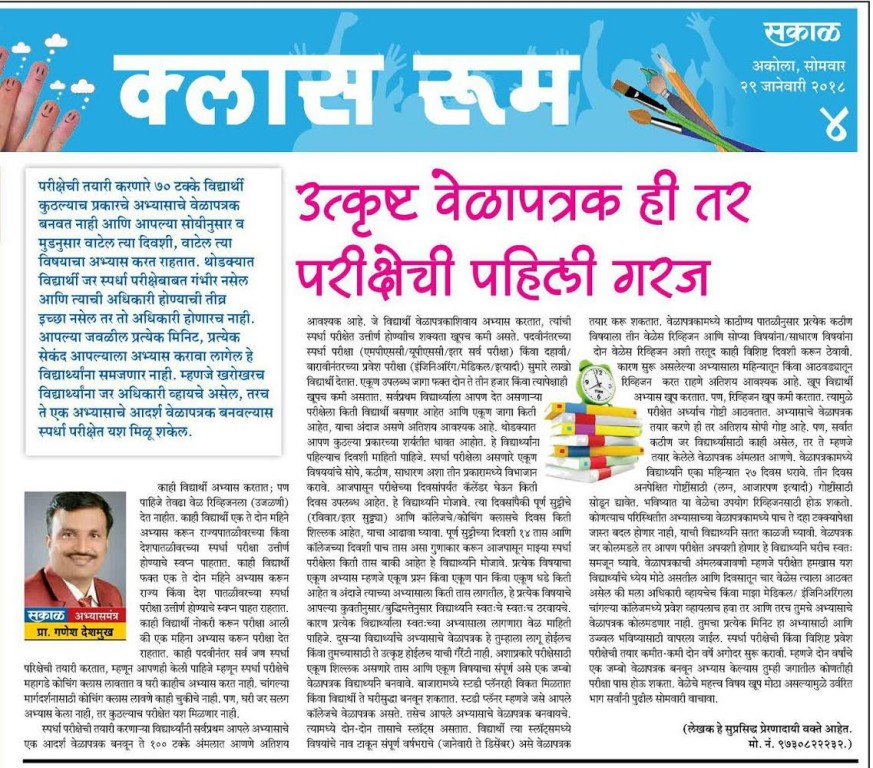 क्लास रूम
सकाळ
अकोला, सोमवार
२९ जानेवारी २०१८
४
परीक्षेची तयारी करणारे ७० टक्के विद्यार्थी
कुठल्याच प्रकारचे अभ्यासाचे वेळापत्रक
बनवत नाही आणि आपल्या सोयीनुसार व
मुडनुसार वाटेल त्या दिवशी, वाटेल त्या
विषयाचा अभ्यास करत राहतात. थोडक्यात
विद्यार्थी जर स्पर्धा परीक्षेबाबत गंभीर नसेल
आणि त्याची अधिकारी होण्याची तीव्र
इच्छा नसेल तर तो अधिकारी होणारच नाही.
आपल्या जवळील प्रत्येक मिनिट, प्रत्येक
सेकंद आपल्याला अभ्यास करावा लागेल हे
विद्यार्थ्यांना समजणार नाही. म्हणजे खरोखरच
विद्यार्थ्यांना जर अधिकारी व्हायचे असेल, तरच
ते एक अभ्यासाचे आदर्श वेळापत्रक बनवल्यास
स्पर्धा परीक्षेत यश मिळू शकेल.
उत्कृष्ट वेळापत्रक ही तर
परीक्षेची पहिली गरज
काही विद्यार्थी अभ्यास करतात; पण
पाहिजे तेवढा वेळ रिव्हिजनला (उजळणी)
देत नाहीत. काही विद्यार्थी एक ते दोन महिने
अभ्यास करून राज्यपातळीवरच्या किंवा
देशपातळीवरच्या स्पर्धा परीक्षा उत्तीर्ण
होण्याचे स्वप्न पाहतात. काही विद्यार्थी
फक्त एक ते दोन महिने अभ्यास करून
राज्य किंवा देश पातळीवरच्या स्पर्धा
परीक्षा उत्तीर्ण होण्याचे स्वप्न पाहत राहतात.
काही विद्यार्थी नोकरी करून परीक्षा आली
की एक महिना अभ्यास करून परीक्षा देत
राहतात. काही पदवीनंतर सर्व जण स्पर्धा
सकाळ अभ्यासमंत्र
प्रा. गणेश देशमुख
परिक्षेची तयारी करतात, म्हणून आपणही केली पाहिजे म्हणून स्पर्धा परीक्षेचे
महागडे कोचिंग क्लास लावतात व घरी काहीच अभ्यास करत नाही. चांगल्या
मार्गदर्शनासाठी कोचिंग क्लास लावणे काही चुकीचे नाही. पण, घरी जर सलग
अभ्यास केला नाही, तर कुठल्याच परीक्षेत यश मिळणार नाही.
स्पर्धा परीक्षेची तयारी करणाऱ्या विद्यार्थ्यांनी सर्वप्रथम आपले अभ्यासाचे
एक आदर्श वेळापत्रक बनवून ते १०० टक्के अंमलात आणणे अतिशय
आवश्यक आहे. जे विद्यार्थी वेळापत्रकाशिवाय अभ्यास करतात, त्यांची
स्पर्धा परीक्षेत उत्तीर्ण होण्याचीच शक्यता खूपच कमी असते. पदवीनंतरच्या
स्पर्धा परीक्षा (एमपीएससी/यूपीएससी/इतर सर्व परीक्षा) किंवा दहावी/
बारावीनंतरच्या प्रवेश परीक्षा (इंजिनिअरिंग/मेडिकल/इत्यादी) सुमारे लाखो
विद्यार्थी देतात. एकूण उपलब्ध जागा फक्त दोन ते तीन हजार किंवा त्यापेक्षाही
खूपच कमी असतात. सर्वप्रथम विद्यार्थ्याला आपण देत असणाऱ्या
परीक्षेला किती विद्यार्थी बसणार आहेत आणि एकूण जागा किती
आहेत, याचा अंदाज असणे अतिशय आवश्यक आहे. थोडक्यात
आपण कुठल्या प्रकारच्या शर्यतीत धावत आहोत. हे विद्यार्थ्यांना
पहिल्याच दिवशी माहिती पाहिजे. स्पर्धा परीक्षेला असणारे एकूण
विषययांचे सोपे, कठीण, साधारण अशा तीन प्रकारामध्ये विभाजन
करावे. आजपासून परीक्षेच्या दिवसांपर्यंत कॅलेंडर घेऊन किती
दिवस उपलब्ध आहेत. हे विद्यार्थ्यांने मोजावे. त्या दिवसांपैकी पूर्ण सुट्टीचे
(रविवार/इतर सुट्ट्या) आणि कॉलेजचे/कोचिंग क्लासचे दिवस किती
शिल्लक आहेत, याचा आढावा घ्यावा. पूर्ण सुट्टीच्या दिवशी १४ तास आणि
कॉलेजच्या दिवशी पाच तास असा गुणाकार करून आजपासून माझ्या स्पर्धा
परीक्षेला किती तास बाकी आहेत हे विद्यार्थ्यांने मोजावे. प्रत्येक विषयाचा
एकूण अभ्यास म्हणजे एकूण प्रश्न किंवा एकूण पान किंवा एकूण धडे किती
आहेत व अंदाजे त्याच्या अभ्यासाला किती तास लागतील, हे प्रत्येक विषयाचे
आपल्या कुवतीनुसार/बुद्धिमत्तेनुसार विद्यार्थ्यांने स्वतःचे स्वतःच ठरवायचे.
कारण प्रत्येक विद्यार्थ्याला स्वतःच्या अभ्यासाला लागणारा वेळ माहिती
पाहिजे. दुसऱ्या विद्यार्थ्यांचे अभ्यासाचे वेळापत्रक हे तुम्हाला लागू होईलच
किंवा तुमच्यासाठी ते उत्कृष्ट होईलच याची गॅरेंटी नाही. अशाप्रकारे परीक्षेसाठी
एकूण शिल्लक असणारे तास आणि एकूण विषयाचा संपूर्ण असे एक जम्बो
वेळापत्रक विद्यार्थ्यांने बनवावे. बाजारामध्ये स्टडी प्लॅनरही विकत मिळतात
किंवा विद्यार्थी ते घरीसुद्धा बनवून शकतात. स्टडी प्लॅनर म्हणजे जसे आपले
कॉलेजचे वेळापत्रक असते. तसेच आपले अभ्यासाचे वेळापत्रक बनवायचे.
त्यामध्ये दोन-दोन तासाचे स्लॉट्स असतात. विद्यार्थी त्या स्लॉट्समध्ये
विषयांचे नाव टाकून संपूर्ण वर्षभराचे (जानेवारी ते डिसेंबर) असे वेळापत्रक
तयार करू शकतात. वेळापत्रकामध्ये काठीण्य पातळीनुसार प्रत्येक कठीण
विषयानंतर तीन वेळेस रिव्हिजन आणि सोप्या विषयांना/साधारण विषयांना
दोन वेळेस रिव्हिजन अशी तरतूद काही विशिष्ट दिवशी करून ठेवावी.
कारण सुरू असलेल्या अभ्यासाला महिन्यातून किंवा आठवड्यातून
रिव्हिजन करत राहणे अतिशय आवश्यक आहे. खूप विद्यार्थी
अभ्यास खूप करतात. पण, रिव्हिजन खूप कमी करतात. त्यामुळे
परीक्षेत अर्ध्याच गोष्टी आठवतात. अभ्यासाचे वेळापत्रक
तयार करणे ही तर अतिशय सोपी गोष्ट आहे. पण, सर्वात
कठीण जर विद्यार्थ्यांसाठी काही असेल, तर ते म्हणजे
तयार केलेले वेळापत्रक अंमलात आणणे. वेळापत्रकामध्ये
विद्यार्थ्यांने एका महिन्यात २७ दिवस धरावे. तीन दिवस
अनपेक्षित गोष्टींसाठी (लग्न, आजारपण इत्यादी) गोष्टींसाठी
सोडून द्यावेत. भविष्यात या वेळेचा उपयोग रिव्हिजनसाठी होऊ शकतो.
कोणत्याच परिस्थितीत अभ्यासाच्या वेळापत्रकामध्ये पाच ते दहा टक्क्यापेक्षा
जास्त बदल होणार नाही, याची विद्यार्थ्यांने सतत काळजी घ्यावी. वेळापत्रक
जर कोलमडले तर आपण परीक्षेत अपयशी होणार हे विद्यार्थ्यांने घरीच स्वतः
समजून घ्यावे. वेळापत्रकाची अंमलबजावणी म्हणजे परीक्षेत हमखास यश
विद्यार्थ्यांचे ध्येय मोठे असतील आणि दिवसातून चार वेळेस त्याला आठवत
असेल की मला अधिकारी व्हायचेच किंवा माझा मेडिकल/ इंजिनिअरिंगला
चांगल्या कॉलेजमध्ये प्रवेश व्हायलाच हवा तर आणि तरच तुमचे अभ्यासाचे
वेळापत्रक कोलमडणार नाही. तुमचा प्रत्येक मिनिट हा अभ्यासाठी आणि
उज्ज्वल भविष्यासाठी वापरला जाईल. स्पर्धा परीक्षेची किंवा विशिष्ट प्रवेश
परीक्षेची तयारी कमीत-कमी दोन वर्षे अगोदर सुरू करावी. म्हणजे दोन वर्षांचे
एक जम्बो वेळापत्रक बनवून अभ्यास केल्यास तुम्ही जगातील कोणतीही
परीक्षा पास होऊ शकता. वेळेचे महत्त्व विषय खूप मोठा असल्यामुळे उर्वरित
भाग सर्वांनी पुढील सोमवारी वाचावा.
(लेखक हे सुप्रसिद्ध प्रेरणादायी वक्ते आहेत.
मो. नं. ९७३०८२२२३२.)